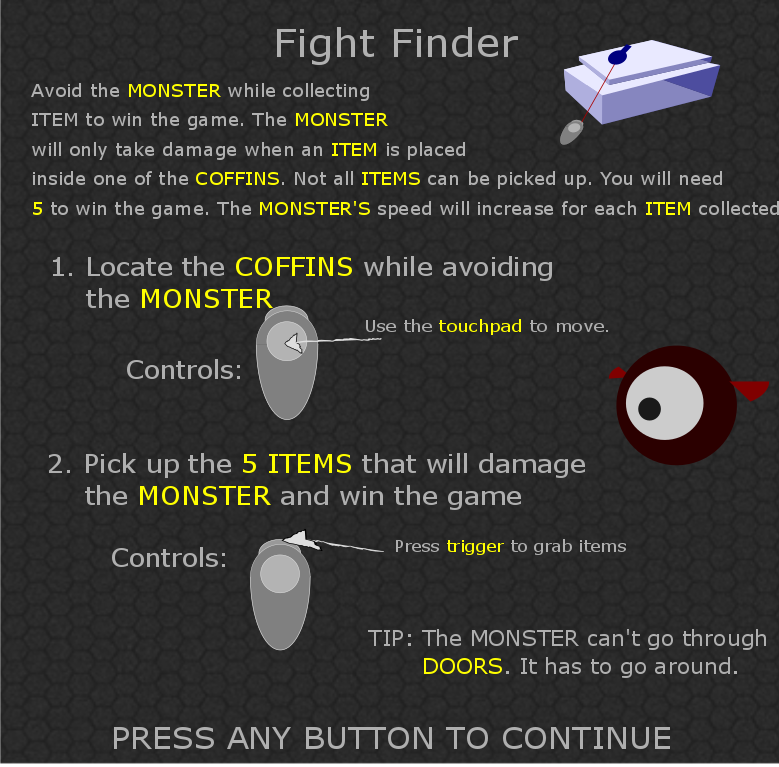 Fight Finder
Avoid the MONSTER while collecting
ITEM to win the game. The MONSTER
will only take damage when an ITEM is placed
inside one of the COFFINS. Not all ITEMS can be picked up. You will need
5 to win the game. The MONSTER'S speed will increase for each ITEM collected
1. Locate the COFFINS while avoiding
the MONSTER
Use the touchpad to move.
Controls:
2. Pick up the 5 ITEMS that will damage
the MONSTER and win the game
Press trigger to grab items
Controls:
TIP: The MONSTER can't go through
DOORS. It has to go around.
PRESS ANY BUTTON TO CONTINUE